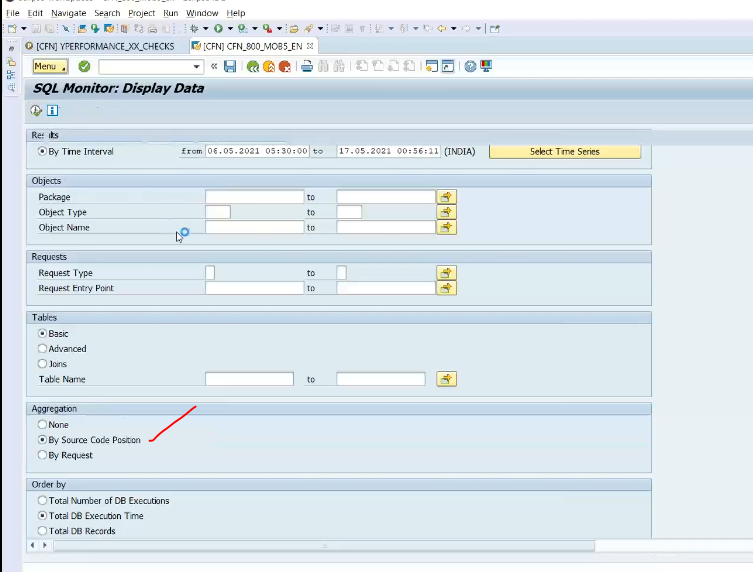 File Edit Navigate Search Project Run Window Help
[CFN] YPERFORMANCE_XX_CHECKS [CFN] CFN_800_MOB5_EN
Menu
SQL Monitor: Display Data
By Time Interval from 06.05.2021 05:30:00 to 17.05.2021 00:56:11 (INDIA) Select Time Series
Objects
Package to
Object Type to
Object Name to
Requests
Request Type to
Request Entry Point to
Tables
Basic
Advanced
Joins
Table Name to
Aggregation
None
By Source Code Position
By Request
Order by
Total Number of DB Executions
Total DB Execution Time
Total DB Records